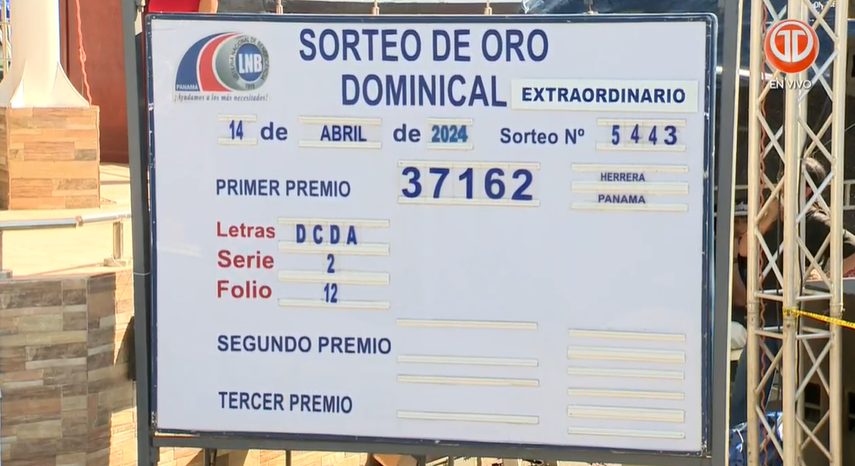 SORTEO DE ORO
DOMINICAL EXTRAORDINARIO
LNB
PANAMA
¡Ayudamos a los más necesitados!
EN VIVO
14 de ABRIL de 2024 Sorteo Nº 5443
PRIMER PREMIO 37162 HERRERA
PANAMA
Letras DCDA
Serie 2
Folio 12
SEGUNDO PREMIO
TERCER PREMIO